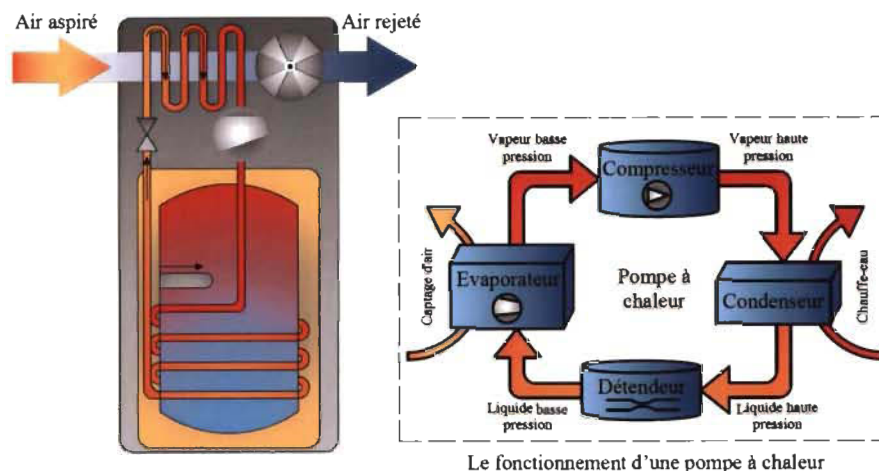 Air aspiré
Air rejeté
Vapeur basse
pression
Vapeur haute
pression
Compresseur
Captage d'air
Evaporateur
Pompe à
chaleur
Condenseur
Chauffe-eau
Détendeur
Liquide basse
pression
Liquide haute
pression
Le fonctionnement d'une pompe à chaleur